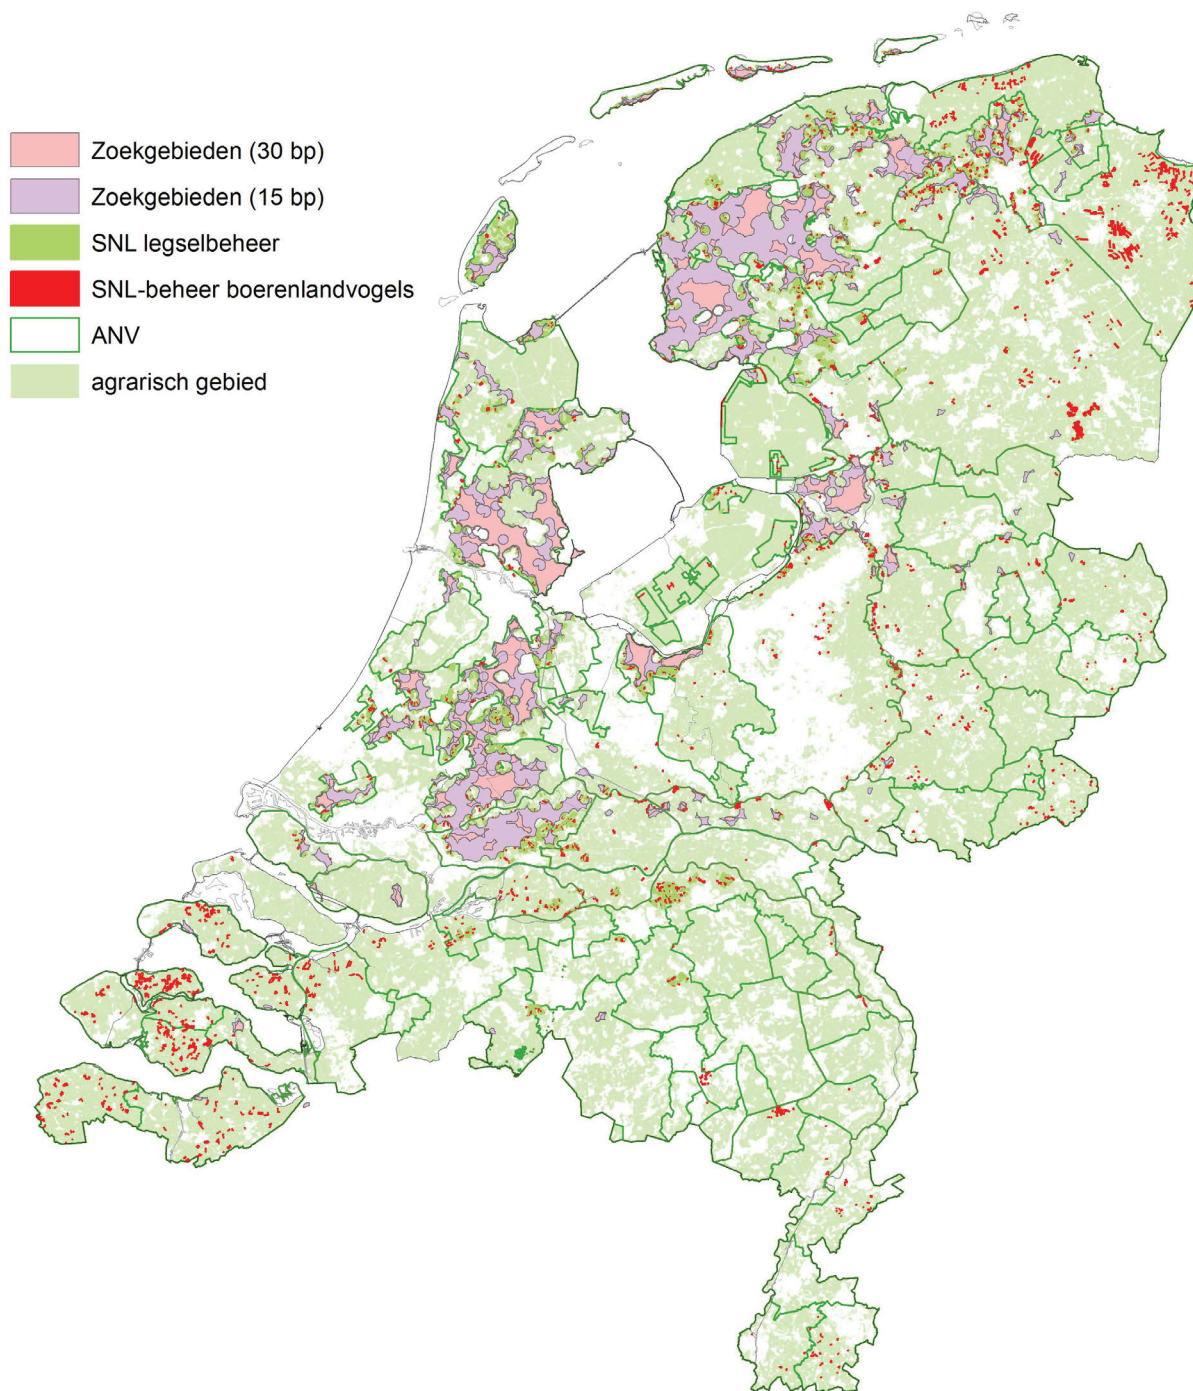 Zoekgebieden (30 bp)
Zoekgebieden (15 bp)
SNL legselbeheer
SNL-beheer boerenlandvogels
ANV
agrarisch gebied